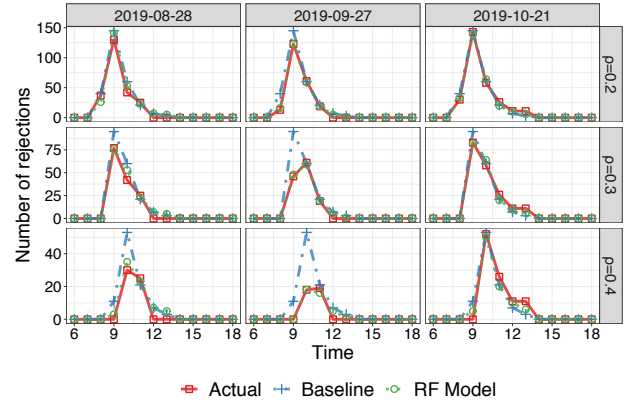 2019-08-28 2019-09-27 2019-10-21
Number of rejections
150
100
50
0
ρ=0.2
75
50
25
0
ρ=0.3
40
20
0
ρ=0.4
6 9 12 15 18 6 9 12 15 18 6 9 12 15 18
Time
Actual Baseline RF Model